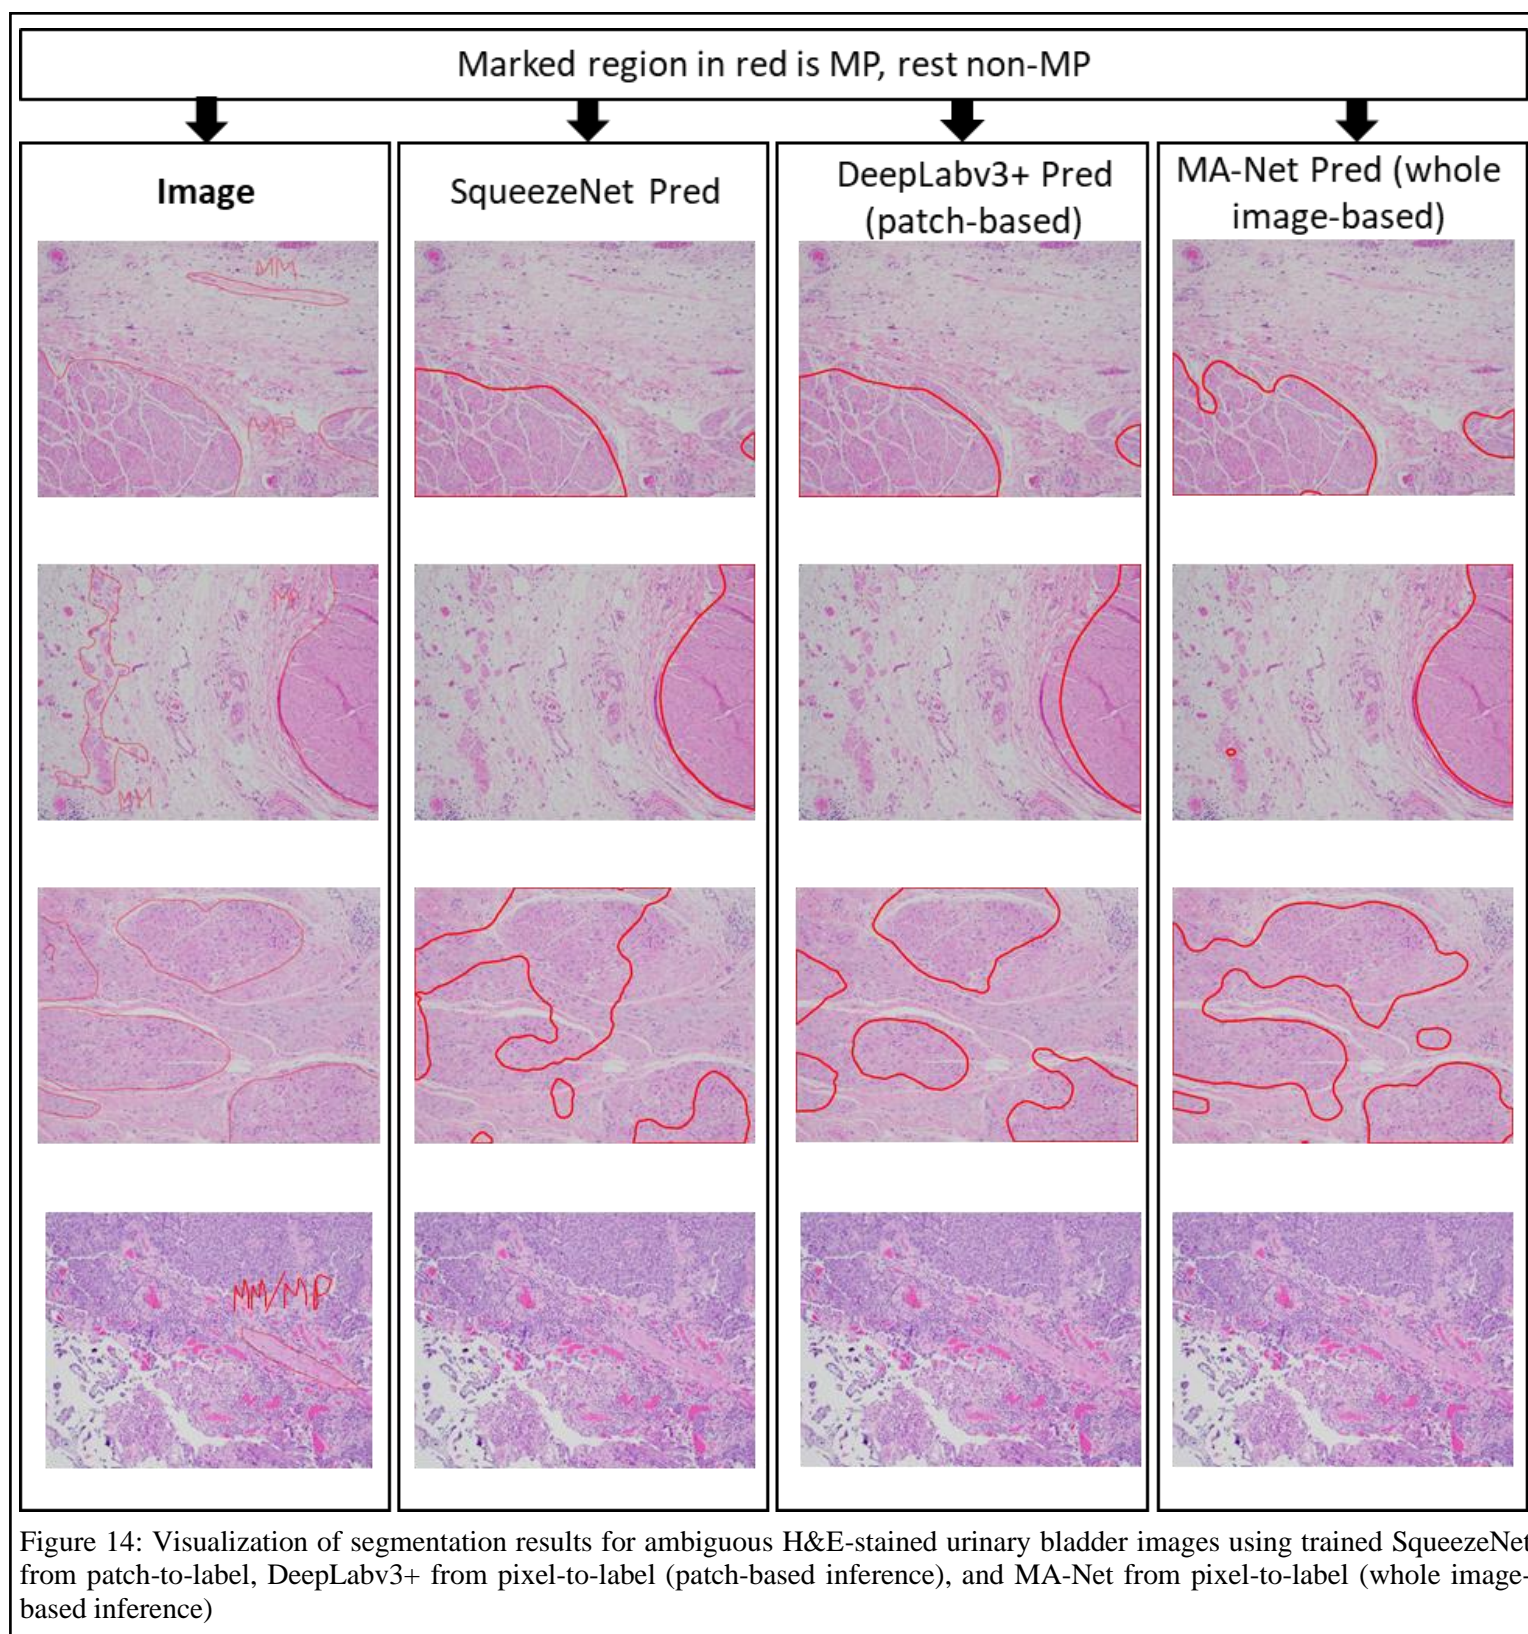 Marked region in red is MP, rest non-MP
Image
SqueezeNet Pred
DeepLabv3+ Pred
(patch-based)
MA-Net Pred (whole
image-based)
MM
MP
MP
MM
MM/MP
Figure 14: Visualization of segmentation results for ambiguous H&E-stained urinary bladder images using trained SqueezeNet
from patch-to-label, DeepLabv3+ from pixel-to-label (patch-based inference), and MA-Net from pixel-to-label (whole image-
based inference)